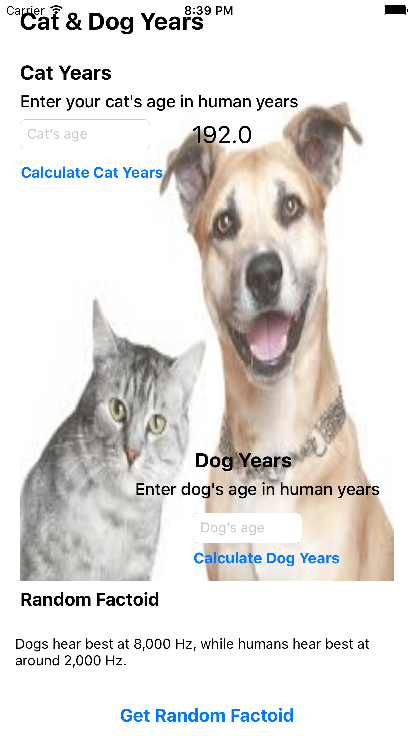 Carrier 8:39 PM
Cat & Dog Years
Cat Years
Enter your cat's age in human years
Cat's age 192.0
Calculate Cat Years
Dog Years
Enter dog's age in human years
Dog's age
Calculate Dog Years
Random Factoid
Dogs hear best at 8,000 Hz, while humans hear best at
around 2,000 Hz.
Get Random Factoid